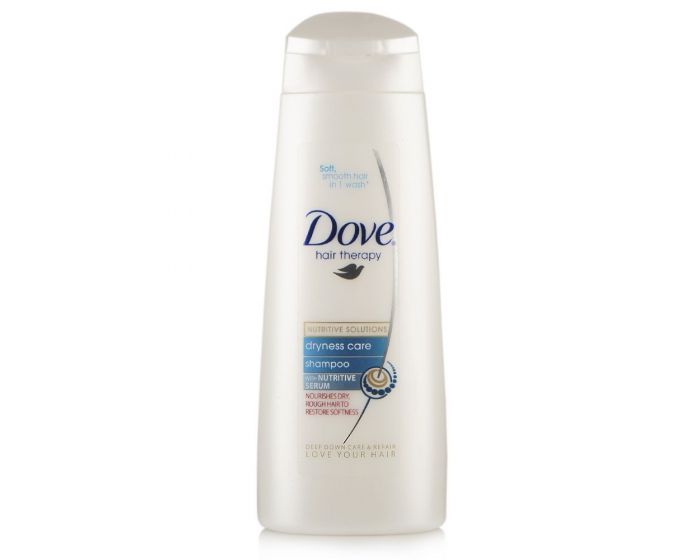 Soft,
smooth hair
in 1 wash*
Dove
hair therapy
NUTRITIVE SOLUTIONS
dryness care
shampoo
with NUTRITIVE
SERUM
NOURISHES DRY,
ROUGH HAIR TO
RESTORE SOFTNESS
DEEP DOWN CARE & REPAIR
LOVE YOUR HAIR